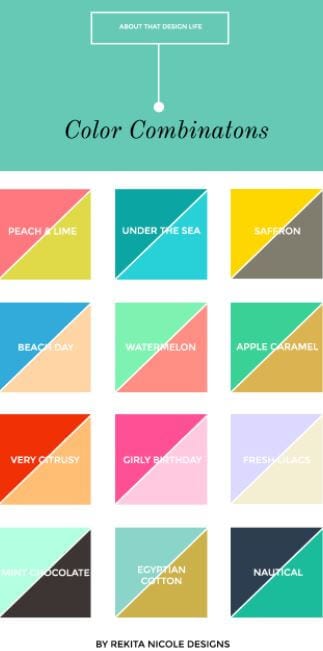 ABOUT THAT DESIGN LIFE
Color Combinatons
PEACH & LIME
UNDER THE SEA
SAFFRON
BEACH DAY
WATERMELON
APPLE CARAMEL
VERY CITRUSY
GIRLY BIRTHDAY
FRESH LILACS
MINT CHOCOLATE
EGYPTIAN
COTTON
NAUTICAL
BY REKITA NICOLE DESIGNS